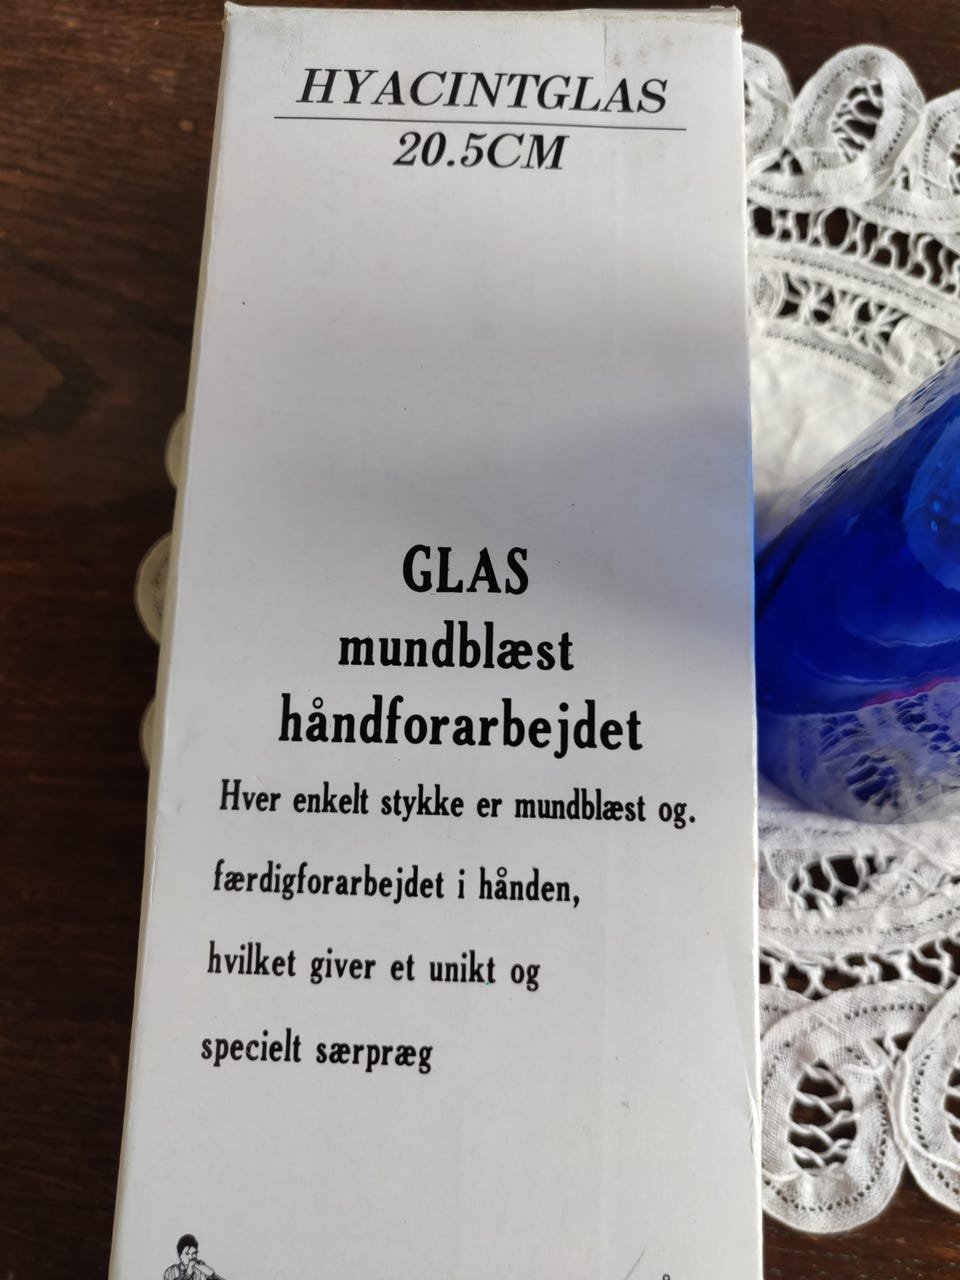 HYACINTGLAS
20.5CM
GLAS
mundblæst
håndforarbejdet
Hver enkelt stykke er mundblæst og.
færdigforarbejdet i hånden,
hvilket giver et unikt og
specielt særpræg